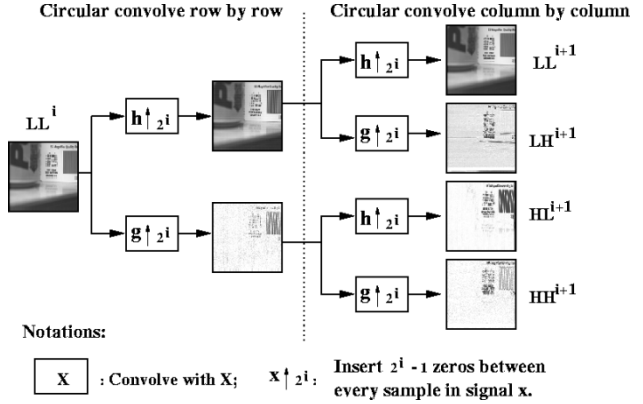 Circular convolve row by row
Circular convolve column by column
LL^i
h↑2^i
g↑2^i
h↑2^i
g↑2^i
h↑2^i
g↑2^i
LL^i+1
LH^i+1
HL^i+1
HH^i+1
Notations:
X : Convolve with X; x↑2^i: Insert 2^i -1 zeros between
every sample in signal x.